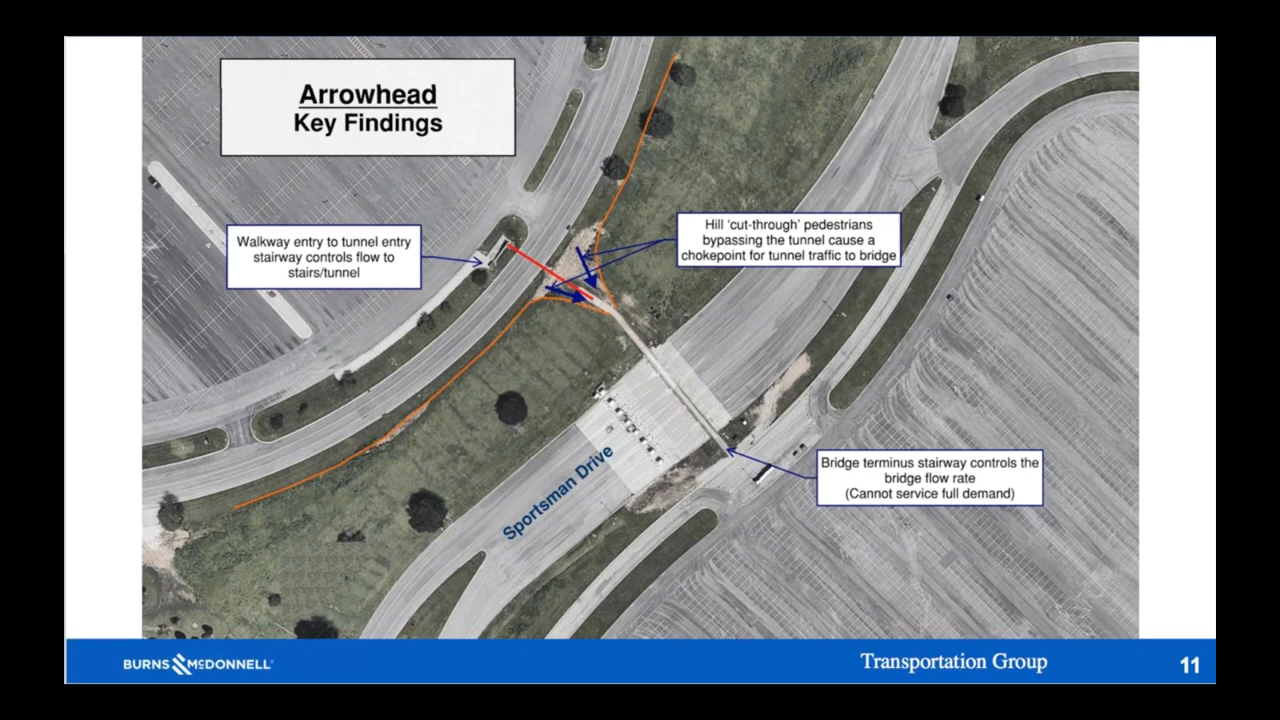 Arrowhead
Key Findings
Walkway entry to tunnel entry
stairway controls flow to
stairs/tunnel
Hill ‘cut-through’ pedestrians
bypassing the tunnel cause a
chokepoint for tunnel traffic to bridge
Bridge terminus stairway controls the
bridge flow rate
(Cannot service full demand)
Sportsman Drive
BURNS McDONNELL®
Transportation Group
11